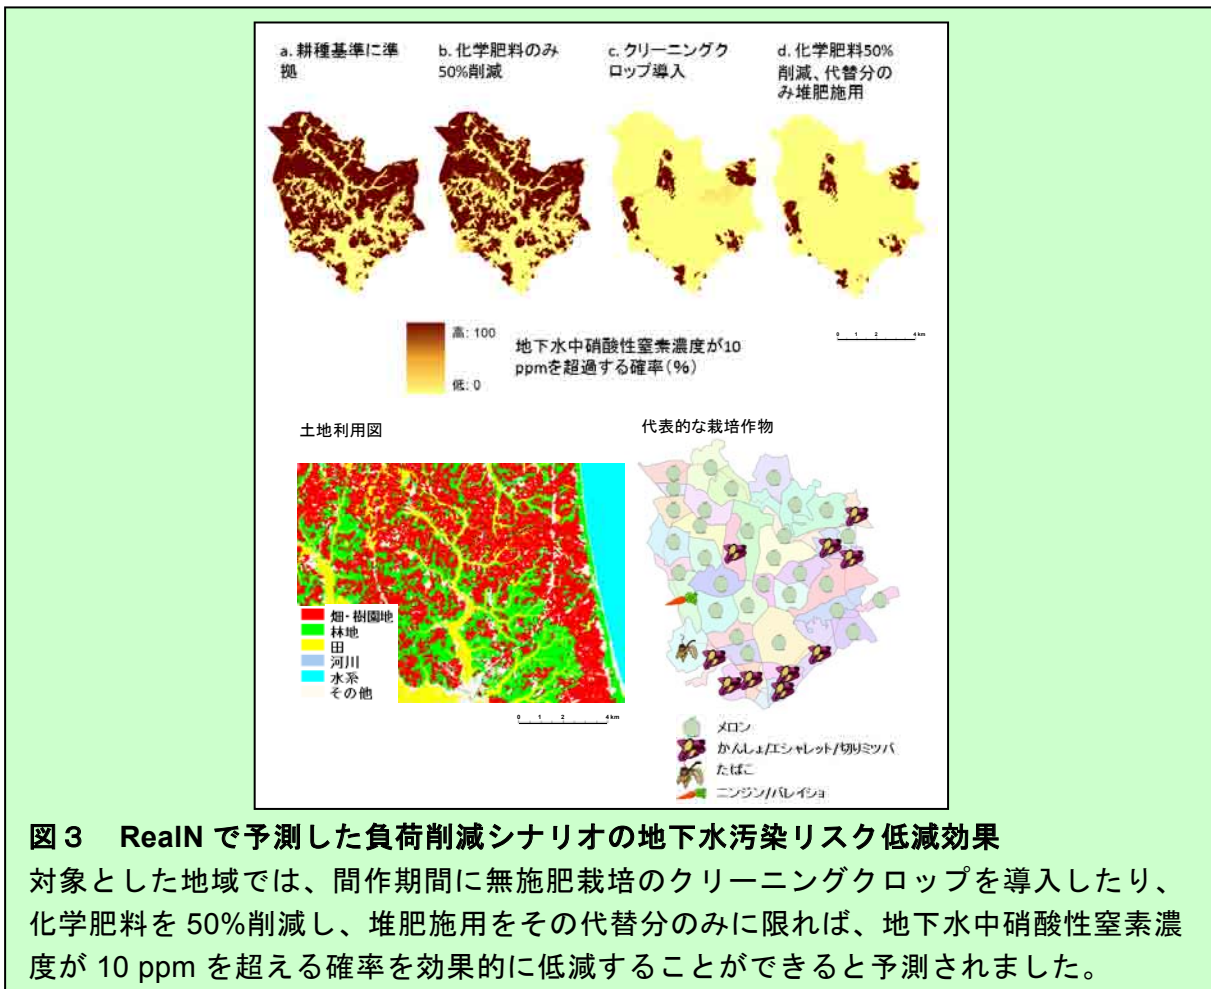 a. 耕種基準に準
拠
b. 化学肥料のみ
50%削減
c. クリーニングク
ロップ導入
d. 化学肥料50%
削減、代替分の
み堆肥施用
0 1 2 4 km
高: 100
低: 0
地下水中硝酸性窒素濃度が10
ppmを超過する確率(%)
土地利用図
畑・樹園地
林地
田
河川
水系
その他
0 1 2 4 km
代表的な栽培作物
メロン
かんしょ/エシャレット/切りミツバ
たばこ
ニンジン/バレイショ
図3 RealN で予測した負荷削減シナリオの地下水汚染リスク低減効果
対象とした地域では、間作期間に無施肥栽培のクリーニングクロップを導入したり、
化学肥料を 50%削減し、堆肥施用をその代替分のみに限れば、地下水中硝酸性窒素濃
度が 10 ppm を超える確率を効果的に低減することができると予測されました。